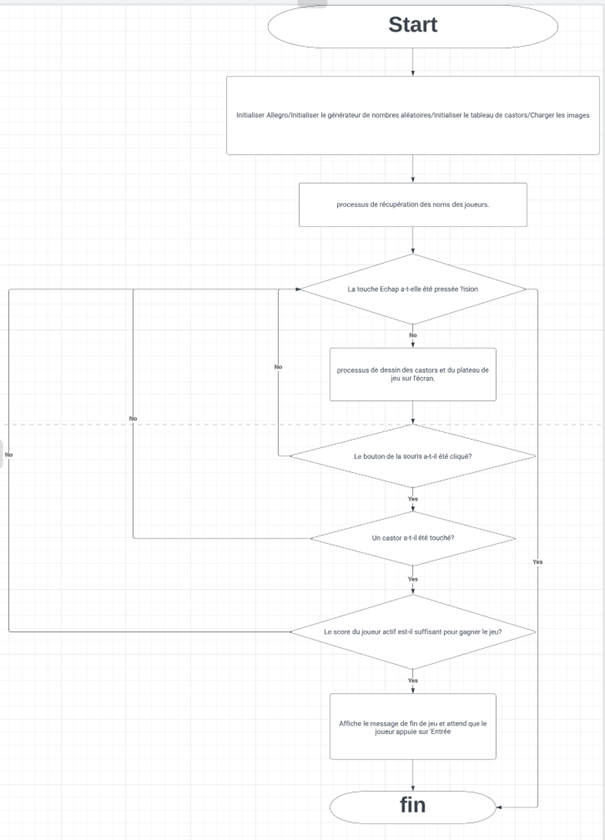 Start
Initialiser Allegro/Initialiser le générateur de nombres aléatoires/Initialiser le tableau de castors/Charger les images
processus de récupération des noms des joueurs.
La touche Echap a-t-elle été pressée ?ision
No
processus de dessin des castors et du plateau de
jeu sur l'écran.
No
No
Le bouton de la souris a-t-il été cliqué?
No
Yes
Un castor a-t-il été touché?
Yes
Yes
Le score du joueur actif est-il suffisant pour gagner le jeu?
Yes
Affiche le message de fin de jeu et attend que le
joueur appuie sur 'Entrée
fin